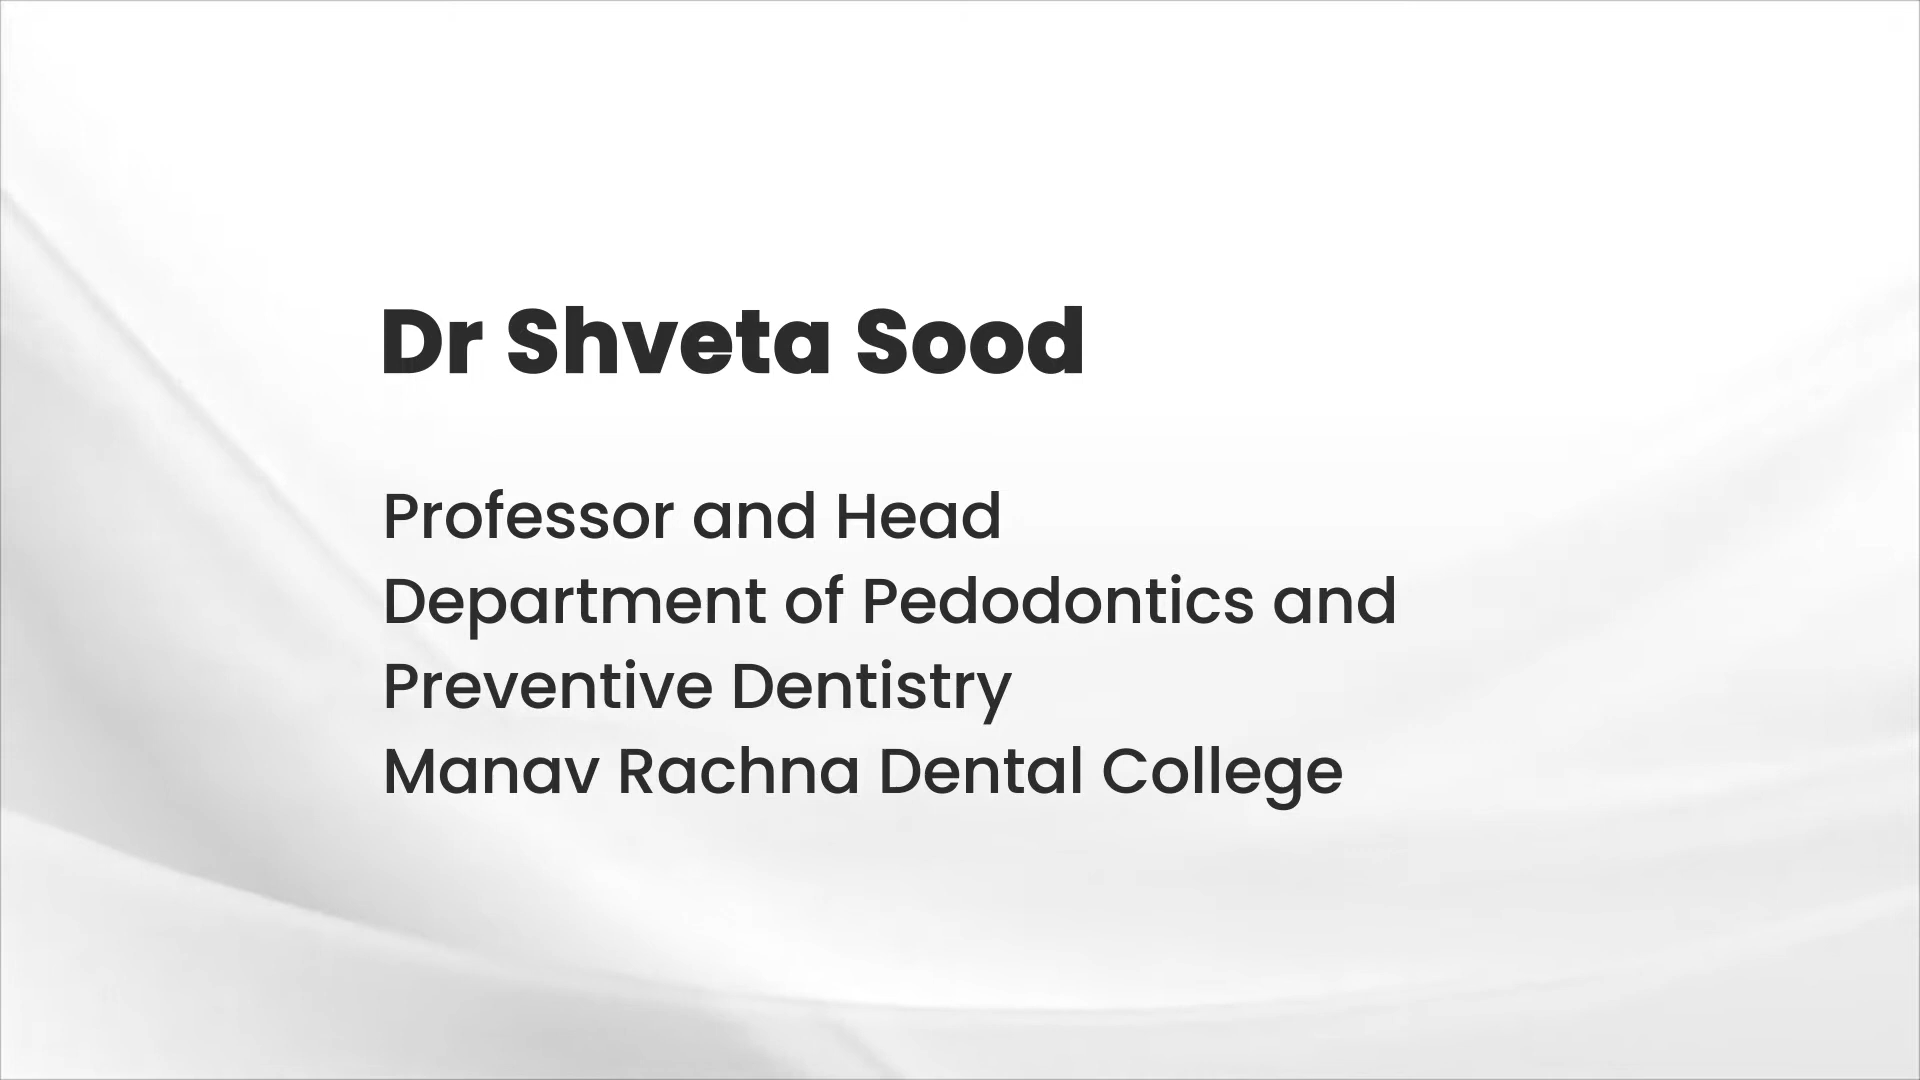 Dr Shveta Sood
Professor and Head
Department of Pedodontics and
Preventive Dentistry
Manav Rachna Dental College